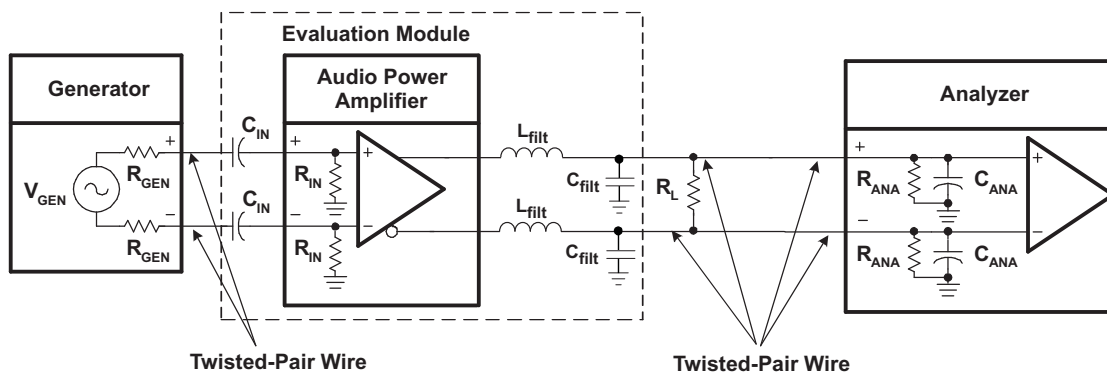 Evaluation Module
Generator
Audio Power
Amplifier
Analyzer
C_IN
L_filt
+
+
+
+
+
R_GEN
R_IN
C_filt
R_L
R_ANA
C_ANA
V_GEN
C_IN
L_filt
−
−
−
−
−
R_GEN
R_IN
C_filt
R_ANA
C_ANA
Twisted-Pair Wire
Twisted-Pair Wire